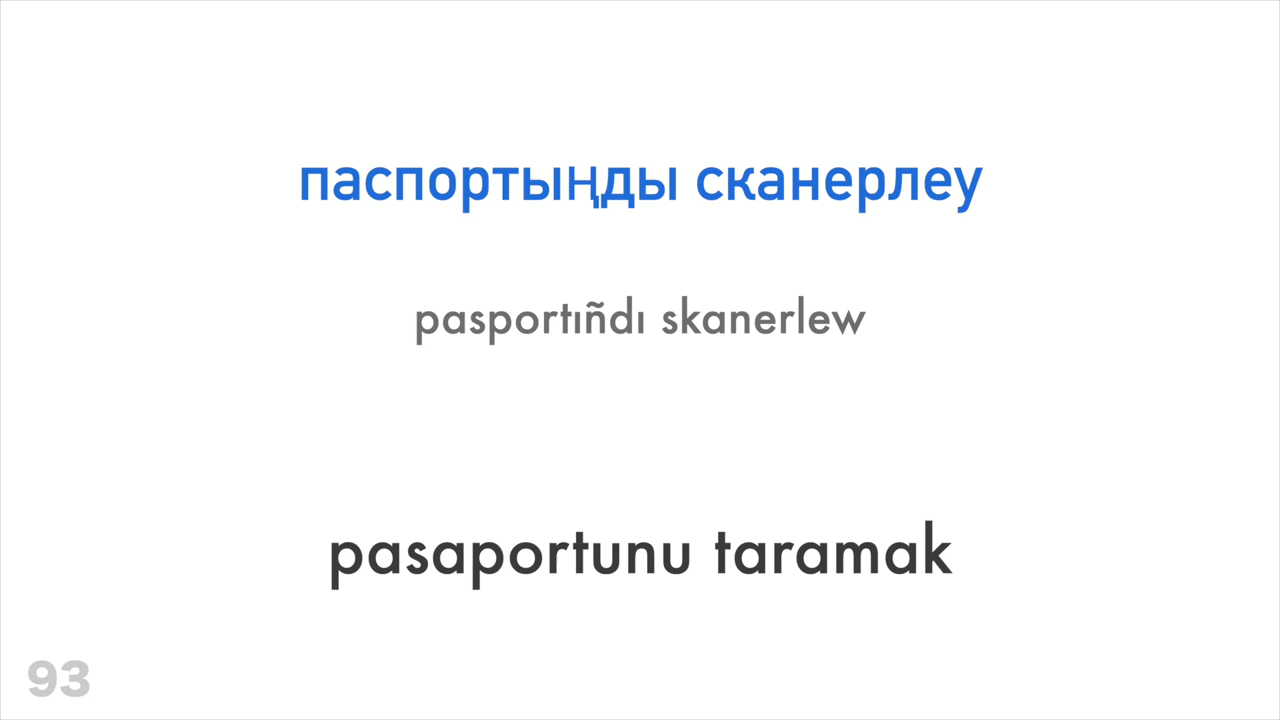 паспортыңды сканерлеу
pasportıñdı skanerlew
pasaportunu taramak
93